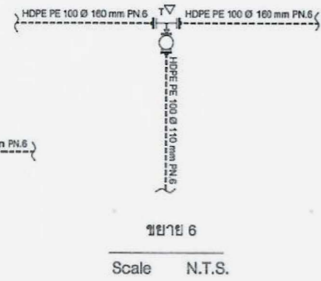 HDPE PE 100 Ø 160 mm PN.6
T
HDPE PE 100 Ø 160 mm PN.6
HDPE PE 100 Ø 110 mm PN.6
PN.6
ขยาย 6
Scale N.T.S.